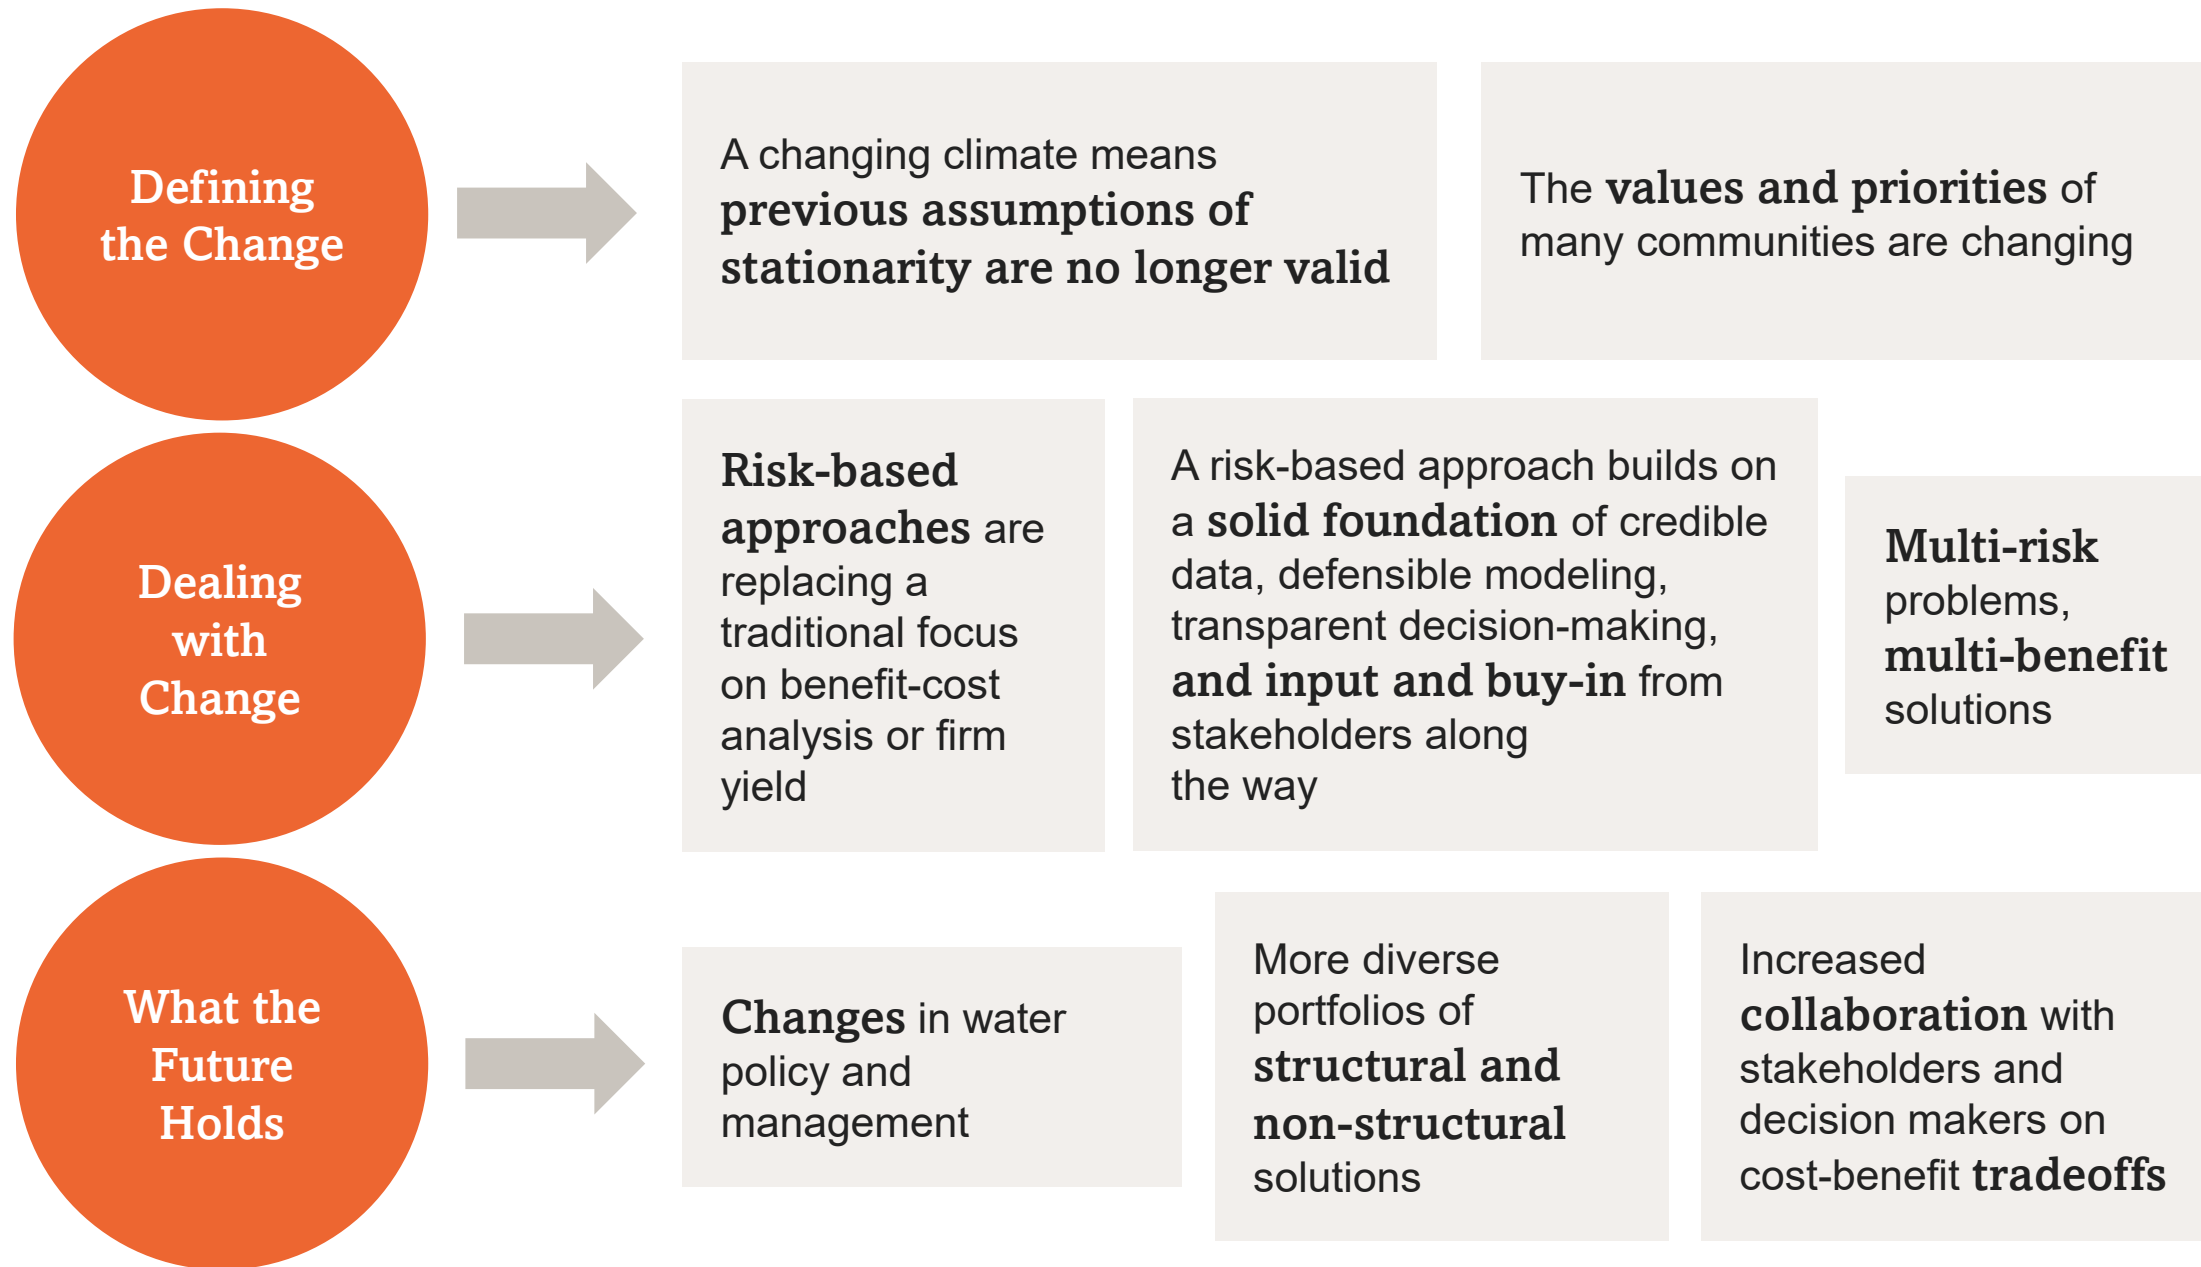 Defining
the Change
A changing climate means
previous assumptions of
stationarity are no longer valid
The values and priorities of
many communities are changing
Dealing
with
Change
Risk-based
approaches are
replacing a
traditional focus
on benefit-cost
analysis or firm
yield
A risk-based approach builds on
a solid foundation of credible
data, defensible modeling,
transparent decision-making,
and input and buy-in from
stakeholders along
the way
Multi-risk
problems,
multi-benefit
solutions
What the
Future
Holds
Changes in water
policy and
management
More diverse
portfolios of
structural and
non-structural
solutions
Increased
collaboration with
stakeholders and
decision makers on
cost-benefit tradeoffs